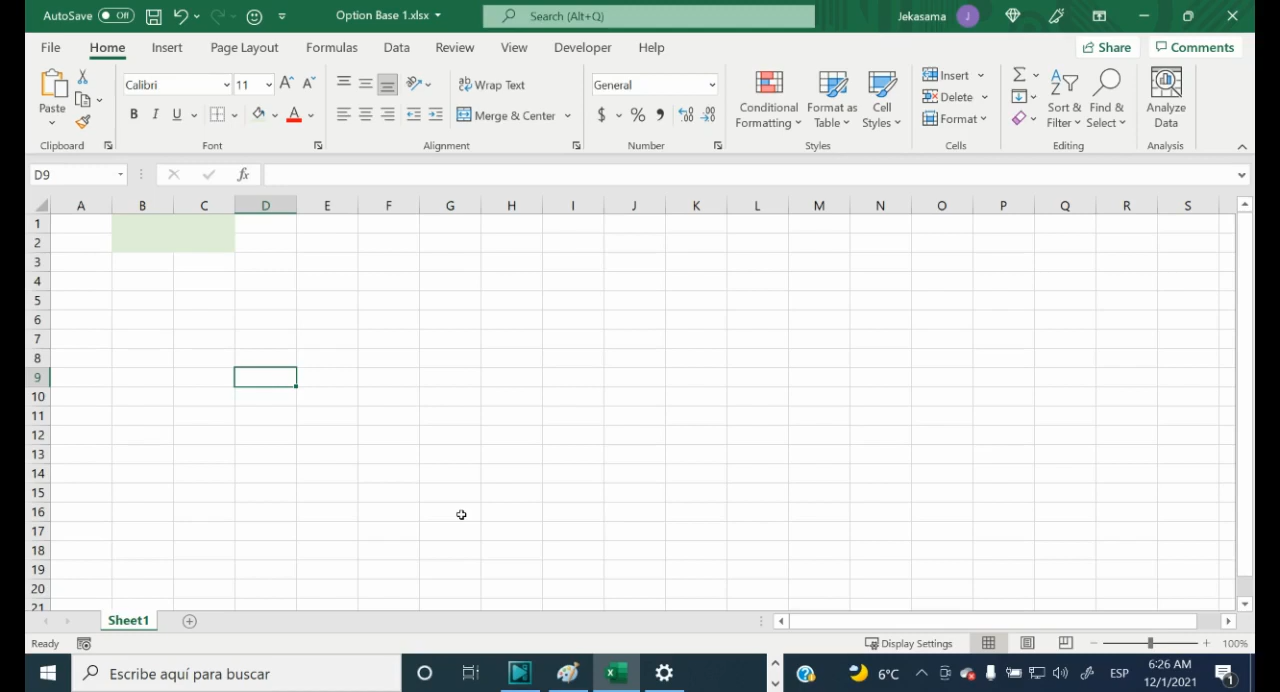 AutoSave Off Option Base 1.xlsx Search (Alt+Q) Jekasama J
File Home Insert Page Layout Formulas Data Review View Developer Help Share Comments
Paste Calibri 11 Wrap Text General Conditional Formatting Format as Table Cell Styles Insert Sort & Filter Find & Select Analyze Data
Delete
B I U Merge & Center $ % Format
Clipboard Font Alignment Number Styles Cells Editing Analysis
D9 fx
A B C D E F G H I J K L M N O P Q R S
1
2
3
4
5
6
7
8
9
10
11
12
13
14
15
16
17
18
19
20
21
Sheet1
Ready Display Settings 100%
Escribe aquí para buscar 6°C ESP 6:26 AM
12/1/2021 1